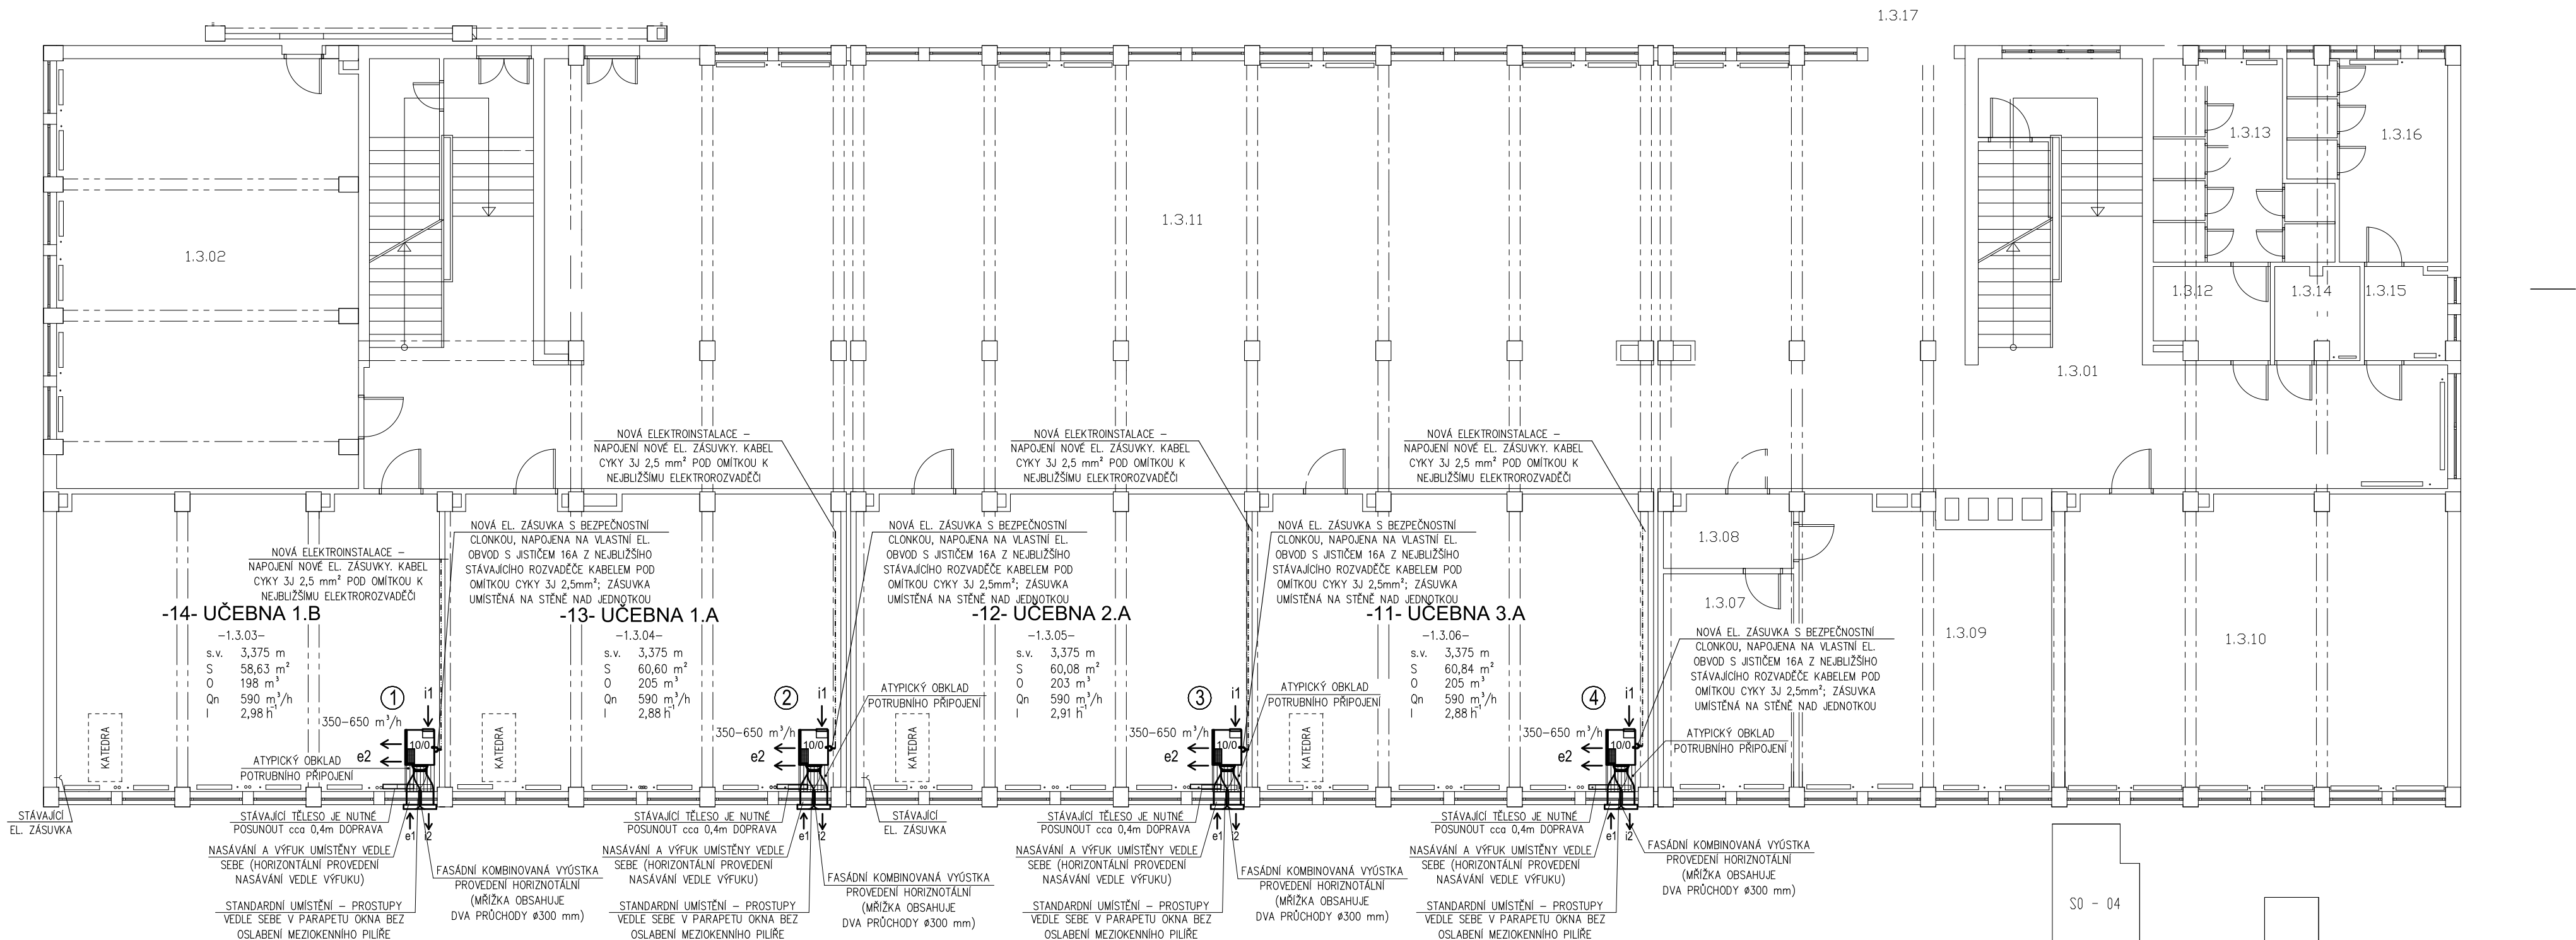 1.3.17
1.3.13
1.3.16
1.3.11
1.3.02
1.3.12
1.3.14
1.3.15
1.3.01
NOVÁ ELEKTROINSTALACE –
NAPOJENÍ NOVÉ EL. ZÁSUVKY. KABEL
CYKY 3J 2,5 mm² POD OMÍTKOU K
NEJBLIŽŠÍMU ELEKTROROZVADĚČI
NOVÁ ELEKTROINSTALACE –
NAPOJENÍ NOVÉ EL. ZÁSUVKY. KABEL
CYKY 3J 2,5 mm² POD OMÍTKOU K
NEJBLIŽŠÍMU ELEKTROROZVADĚČI
NOVÁ ELEKTROINSTALACE –
NAPOJENÍ NOVÉ EL. ZÁSUVKY. KABEL
CYKY 3J 2,5 mm² POD OMÍTKOU K
NEJBLIŽŠÍMU ELEKTROROZVADĚČI
NOVÁ ELEKTROINSTALACE –
NAPOJENÍ NOVÉ EL. ZÁSUVKY. KABEL
CYKY 3J 2,5 mm² POD OMÍTKOU K
NEJBLIŽŠÍMU ELEKTROROZVADĚČI
NOVÁ EL. ZÁSUVKA S BEZPEČNOSTNÍ
CLONKOU, NAPOJENA NA VLASTNÍ EL.
OBVOD S JISTIČEM 16A Z NEJBLIŽŠÍHO
STÁVAJÍCÍHO ROZVADĚČE KABELEM POD
OMÍTKOU CYKY 3J 2,5mm²; ZÁSUVKA
UMÍSTĚNÁ NA STĚNĚ NAD JEDNOTKOU
NOVÁ EL. ZÁSUVKA S BEZPEČNOSTNÍ
CLONKOU, NAPOJENA NA VLASTNÍ EL.
OBVOD S JISTIČEM 16A Z NEJBLIŽŠÍHO
STÁVAJÍCÍHO ROZVADĚČE KABELEM POD
OMÍTKOU CYKY 3J 2,5mm²; ZÁSUVKA
UMÍSTĚNÁ NA STĚNĚ NAD JEDNOTKOU
NOVÁ EL. ZÁSUVKA S BEZPEČNOSTNÍ
CLONKOU, NAPOJENA NA VLASTNÍ EL.
OBVOD S JISTIČEM 16A Z NEJBLIŽŠÍHO
STÁVAJÍCÍHO ROZVADĚČE KABELEM POD
OMÍTKOU CYKY 3J 2,5mm²; ZÁSUVKA
UMÍSTĚNÁ NA STĚNĚ NAD JEDNOTKOU
1.3.08
1.3.07
1.3.09
1.3.10
NOVÁ EL. ZÁSUVKA S BEZPEČNOSTNÍ
CLONKOU, NAPOJENA NA VLASTNÍ EL.
OBVOD S JISTIČEM 16A Z NEJBLIŽŠÍHO
STÁVAJÍCÍHO ROZVADĚČE KABELEM POD
OMÍTKOU CYKY 3J 2,5mm²; ZÁSUVKA
UMÍSTĚNÁ NA STĚNĚ NAD JEDNOTKOU
-14- UČEBNA 1.B
–1.3.03–
s.v. 3,375 m
S 58,63 m²
O 198 m³
Qn 590 m³/h
I 2,98 h⁻¹
-13- UČEBNA 1.A
–1.3.04–
s.v. 3,375 m
S 60,60 m²
O 205 m³
Qn 590 m³/h
I 2,88 h⁻¹
-12- UČEBNA 2.A
–1.3.05–
s.v. 3,375 m
S 60,08 m²
O 203 m³
Qn 590 m³/h
I 2,91 h⁻¹
-11- UČEBNA 3.A
–1.3.06–
s.v. 3,375 m
S 60,84 m²
O 205 m³
Qn 590 m³/h
I 2,88 h⁻¹
1 i1
350–650 m³/h
10/0
e2
KATEDRA
ATYPICKÝ OBKLAD
POTRUBNÍHO PŘIPOJENÍ
2 i1
350–650 m³/h
10/0
e2
KATEDRA
ATYPICKÝ OBKLAD
POTRUBNÍHO PŘIPOJENÍ
3 i1
350–650 m³/h
10/0
e2
KATEDRA
ATYPICKÝ OBKLAD
POTRUBNÍHO PŘIPOJENÍ
4 i1
350–650 m³/h
10/0
e2
KATEDRA
ATYPICKÝ OBKLAD
POTRUBNÍHO PŘIPOJENÍ
STÁVAJÍCÍ
EL. ZÁSUVKA
STÁVAJÍCÍ TĚLESO JE NUTNÉ
POSUNOUT cca 0,4m DOPRAVA
e1 i2
NASÁVÁNÍ A VÝFUK UMÍSTĚNY VEDLE
SEBE (HORIZONTÁLNÍ PROVEDENÍ
NASÁVÁNÍ VEDLE VÝFUKU)
STANDARDNÍ UMÍSTĚNÍ – PROSTUPY
VEDLE SEBE V PARAPETU OKNA BEZ
OSLABENÍ MEZIOKENNÍHO PILÍŘE
FASÁDNÍ KOMBINOVANÁ VYÚSTKA
PROVEDENÍ HORIZNOTÁLNÍ
(MŘÍŽKA OBSAHUJE
DVA PRŮCHODY ø300 mm)
STÁVAJÍCÍ TĚLESO JE NUTNÉ
POSUNOUT cca 0,4m DOPRAVA
e1 i2
NASÁVÁNÍ A VÝFUK UMÍSTĚNY VEDLE
SEBE (HORIZONTÁLNÍ PROVEDENÍ
NASÁVÁNÍ VEDLE VÝFUKU)
STANDARDNÍ UMÍSTĚNÍ – PROSTUPY
VEDLE SEBE V PARAPETU OKNA BEZ
OSLABENÍ MEZIOKENNÍHO PILÍŘE
STÁVAJÍCÍ
EL. ZÁSUVKA
FASÁDNÍ KOMBINOVANÁ VYÚSTKA
PROVEDENÍ HORIZNOTÁLNÍ
(MŘÍŽKA OBSAHUJE
DVA PRŮCHODY ø300 mm)
STÁVAJÍCÍ TĚLESO JE NUTNÉ
POSUNOUT cca 0,4m DOPRAVA
e1 i2
NASÁVÁNÍ A VÝFUK UMÍSTĚNY VEDLE
SEBE (HORIZONTÁLNÍ PROVEDENÍ
NASÁVÁNÍ VEDLE VÝFUKU)
STANDARDNÍ UMÍSTĚNÍ – PROSTUPY
VEDLE SEBE V PARAPETU OKNA BEZ
OSLABENÍ MEZIOKENNÍHO PILÍŘE
FASÁDNÍ KOMBINOVANÁ VYÚSTKA
PROVEDENÍ HORIZNOTÁLNÍ
(MŘÍŽKA OBSAHUJE
DVA PRŮCHODY ø300 mm)
STÁVAJÍCÍ TĚLESO JE NUTNÉ
POSUNOUT cca 0,4m DOPRAVA
e1 i2
NASÁVÁNÍ A VÝFUK UMÍSTĚNY VEDLE
SEBE (HORIZONTÁLNÍ PROVEDENÍ
NASÁVÁNÍ VEDLE VÝFUKU)
STANDARDNÍ UMÍSTĚNÍ – PROSTUPY
VEDLE SEBE V PARAPETU OKNA BEZ
OSLABENÍ MEZIOKENNÍHO PILÍŘE
FASÁDNÍ KOMBINOVANÁ VYÚSTKA
PROVEDENÍ HORIZNOTÁLNÍ
(MŘÍŽKA OBSAHUJE
DVA PRŮCHODY ø300 mm)
SO - 04